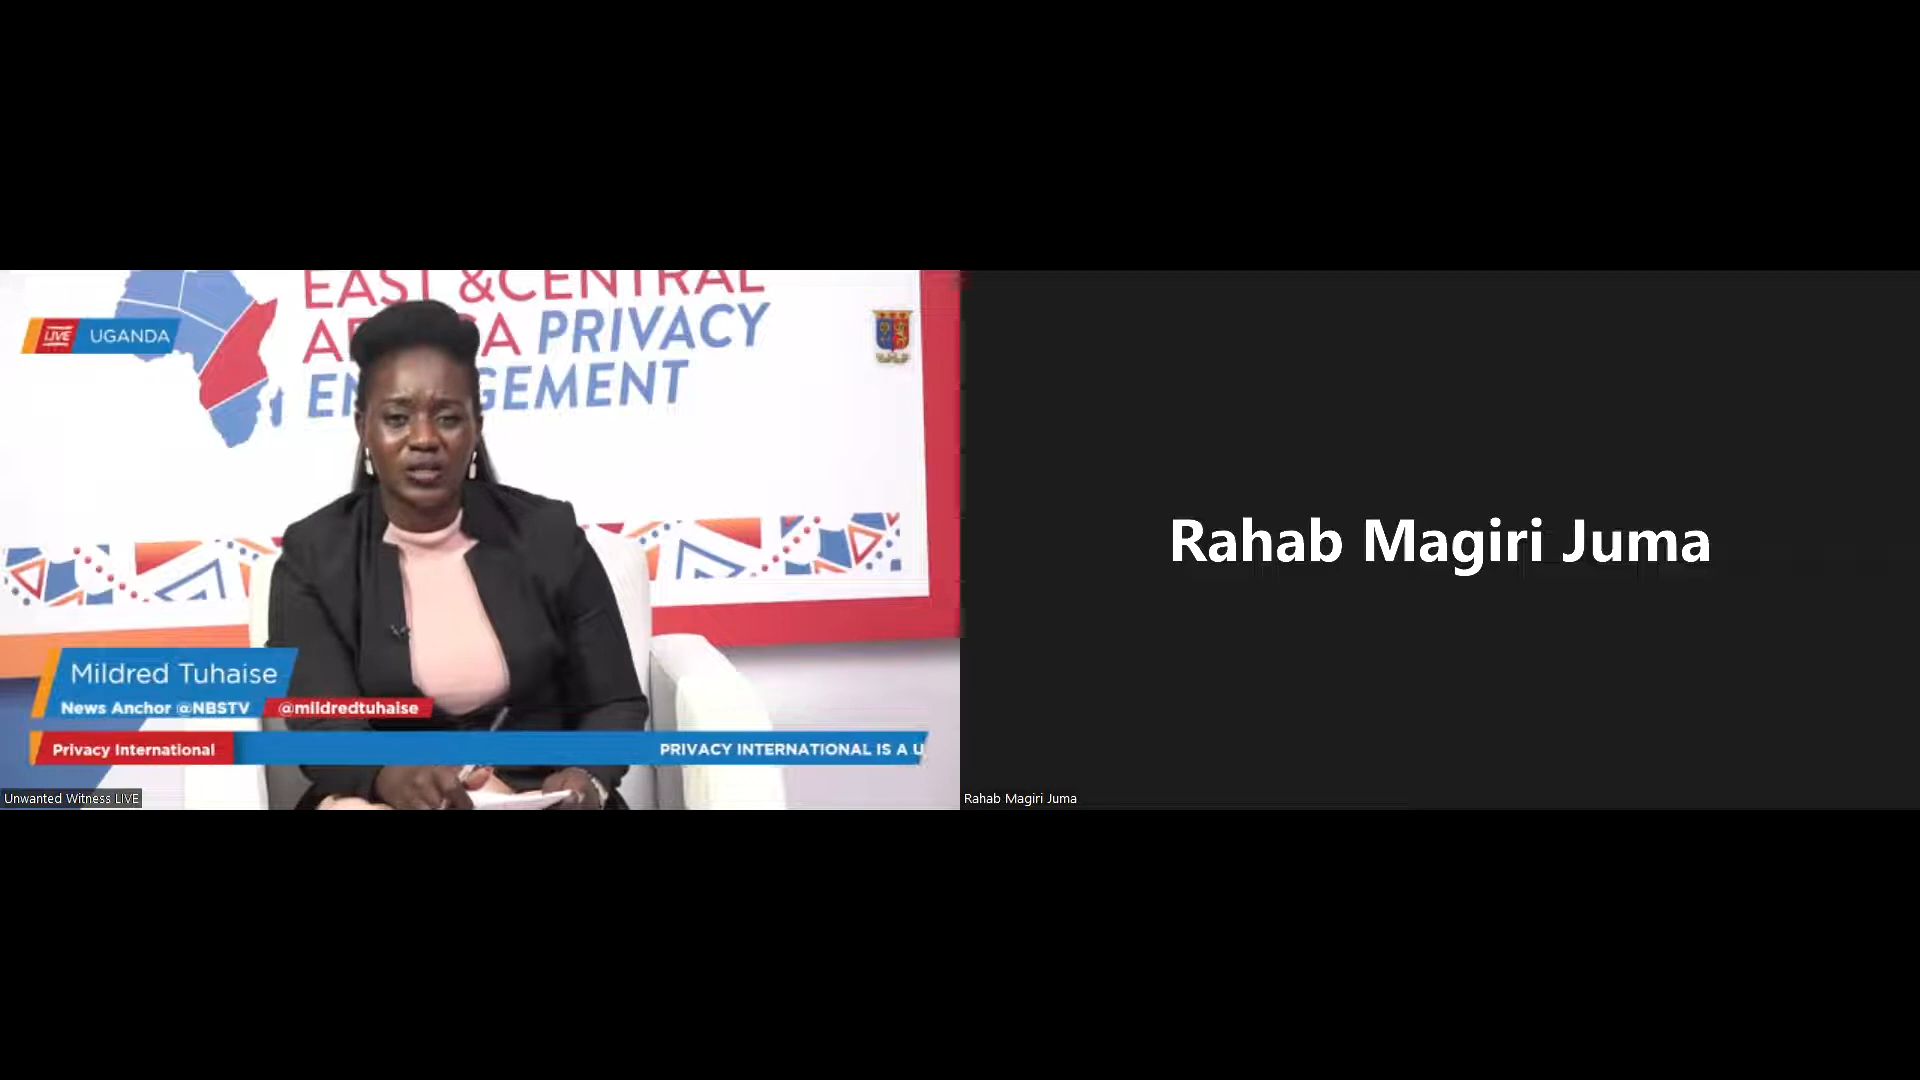 EAST & CENTRAL
PRIVACY
LIVE UGANDA
Mildred Tuhaise
News Anchor @NBSTV @mildredtuhaise
Privacy International PRIVACY INTERNATIONAL IS A U
Unwanted Witness LIVE
Rahab Magiri Juma
Rahab Magiri Juma